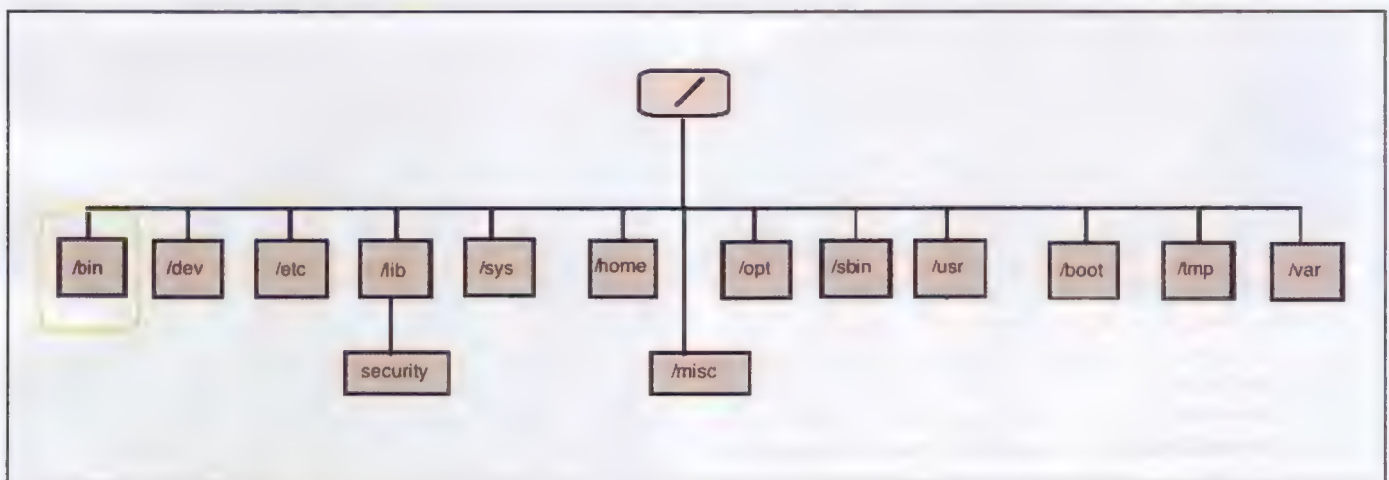 /
/bin /dev /etc /lib /sys /home /opt /sbin /usr /boot /tmp /var
security /misc